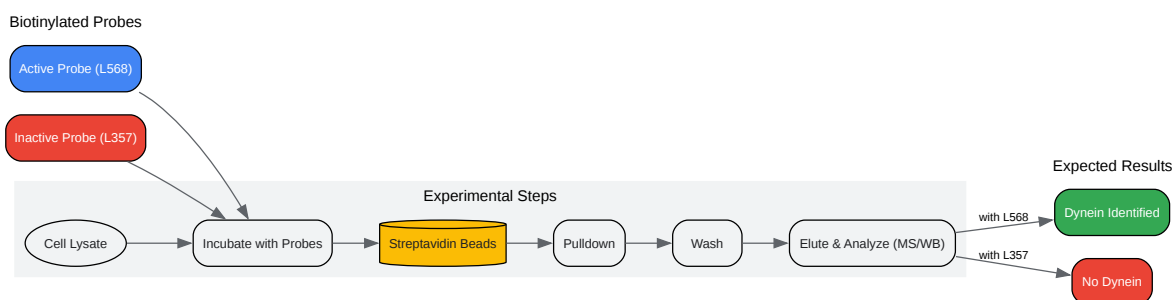 Biotinylated Probes
Active Probe (L568)
Inactive Probe (L357)
Experimental Steps
Cell Lysate
Incubate with Probes
Streptavidin Beads
Pulldown
Wash
Elute & Analyze (MS/WB)
Expected Results
with L568
Dynein Identified
with L357
No Dynein